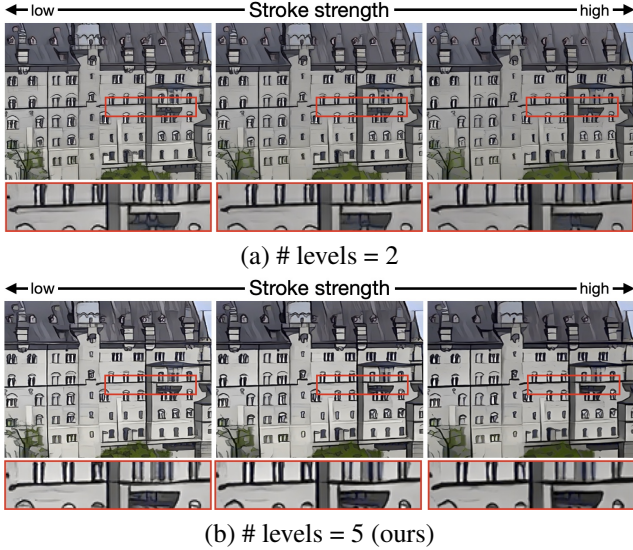 low Stroke strength high
(a) # levels = 2
low Stroke strength high
(b) # levels = 5 (ours)